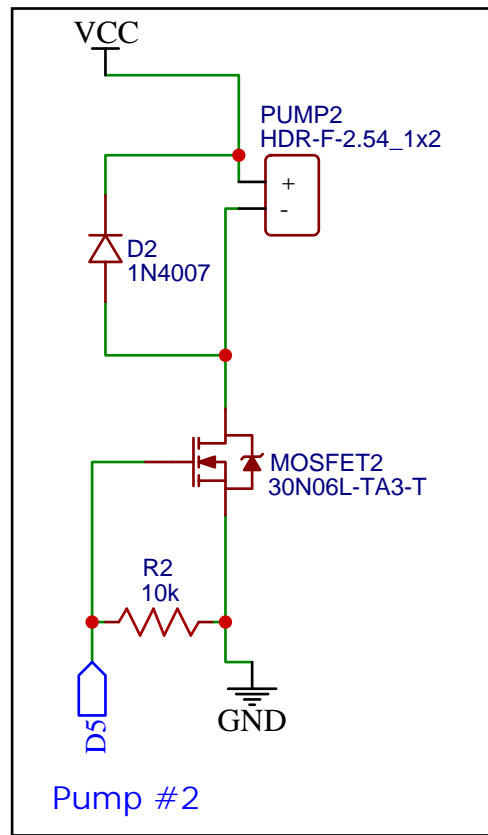 VCC
PUMP2
HDR-F-2.54_1x2
+
-
D2
1N4007
MOSFET2
30N06L-TA3-T
R2
10k
D5
GND
Pump #2